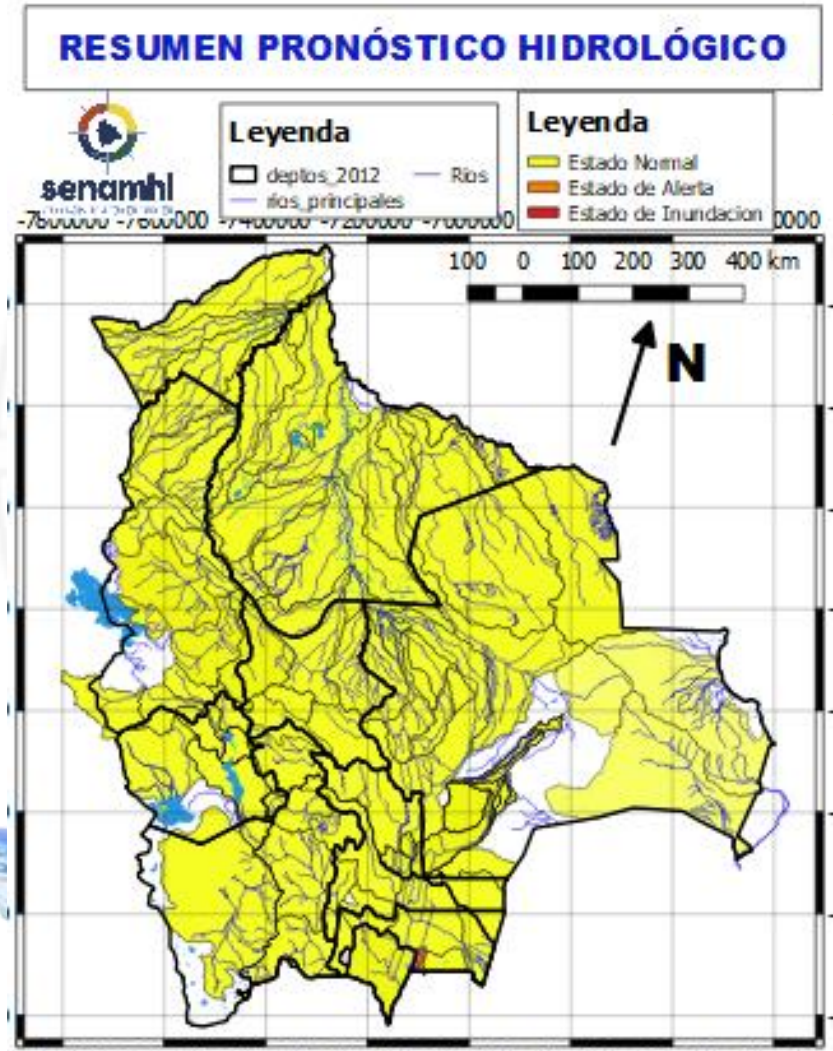 RESUMEN PRONÓSTICO HIDROLÓGICO
senamhi
Leyenda
deptos_2012
Rios
rios_principales
Leyenda
Estado Normal
Estado de Alerta
Estado de Inundacion
-7600000 -7400000 -7200000 -7000000
100 0 100 200 300 400 km
N